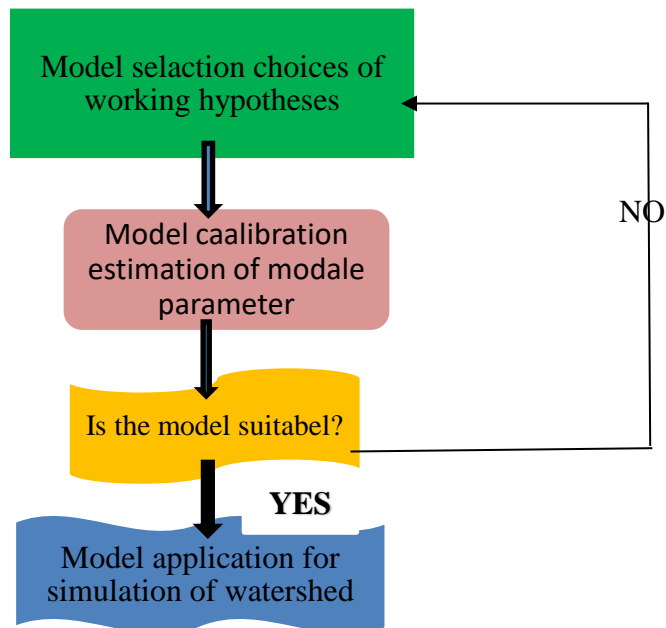 Model selaction choices of
working hypotheses
NO
Model caalibration
estimation of modale
parameter
Is the model suitabel?
YES
Model application for
simulation of watershed